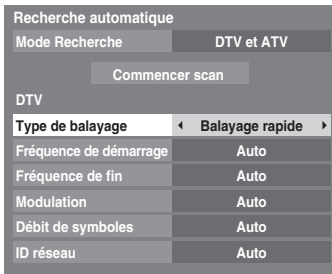 Recherche automatique
Mode Recherche DTV et ATV
Commencer scan
DTV
Type de balayage Balayage rapide
Fréquence de démarrage Auto
Fréquence de fin Auto
Modulation Auto
Débit de symboles Auto
ID réseau Auto